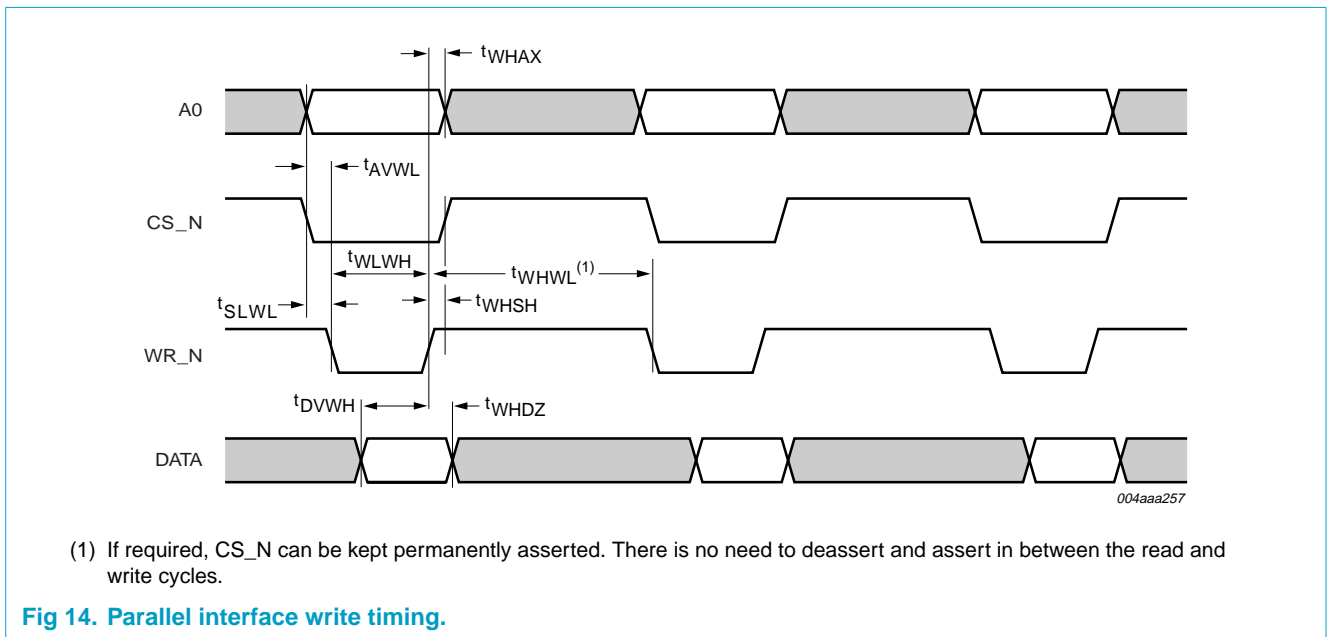 tWHAX
A0
tAVWL
CS_N
tWLWH
tWHWL(1)
tSLWL
tWHSH
WR_N
tDVWH
tWHDZ
DATA
004aaa257
(1) If required, CS_N can be kept permanently asserted. There is no need to deassert and assert in between the read and
write cycles.
Fig 14. Parallel interface write timing.